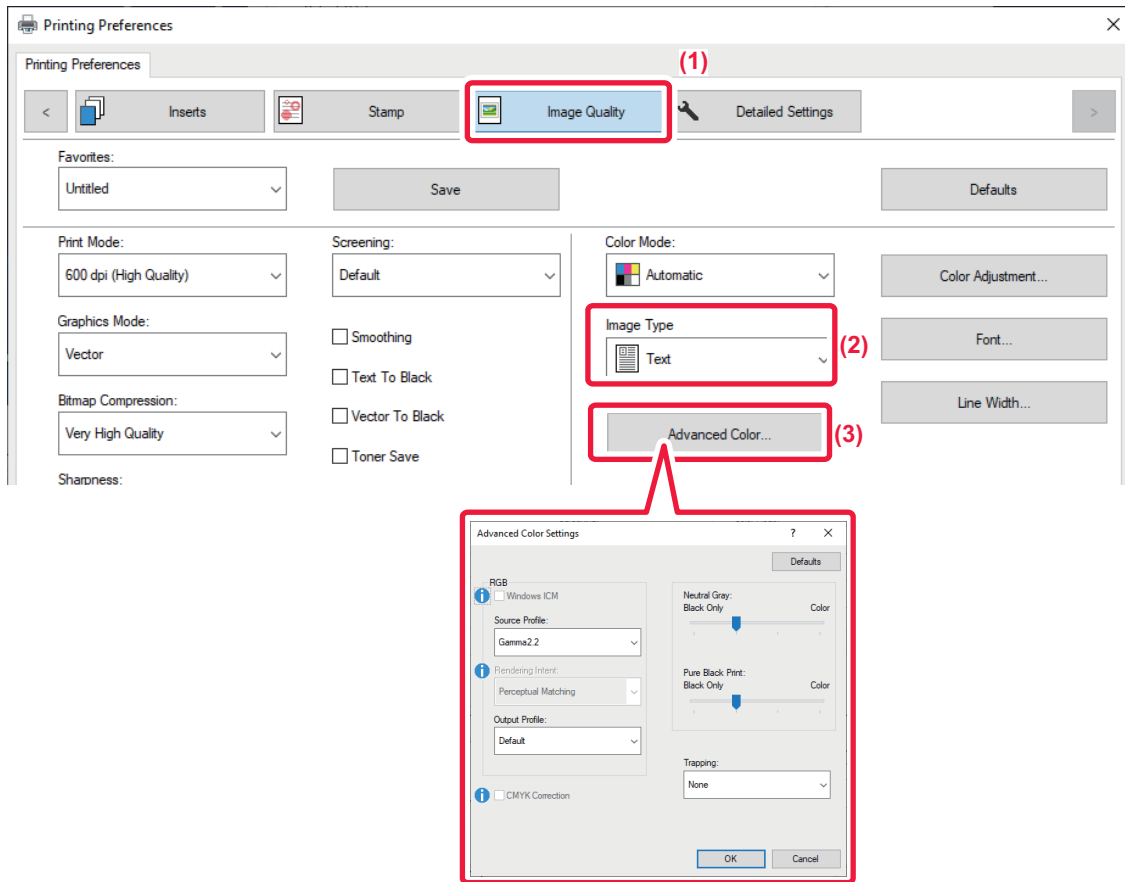 Printing Preferences
Printing Preferences
(1)
< Inserts Stamp Image Quality Detailed Settings >
Favorites:
Untitled Save Defaults
Print Mode: Screening: Color Mode:
600 dpi (High Quality) Default Automatic Color Adjustment...
Graphics Mode: Image Type
Vector Smoothing Text (2) Font...
Text To Black
Bitmap Compression: Line Width...
Very High Quality Vector To Black Advanced Color... (3)
Toner Save
Sharpness:
Advanced Color Settings ?
Defaults
RGB
Windows ICM
Source Profile:
Gamma2.2
Rendering Intent:
Perceptual Matching
Output Profile:
Default
CMYK Correction
Neutral Gray:
Black Only Color
Pure Black Print:
Black Only Color
Trapping:
None
OK Cancel